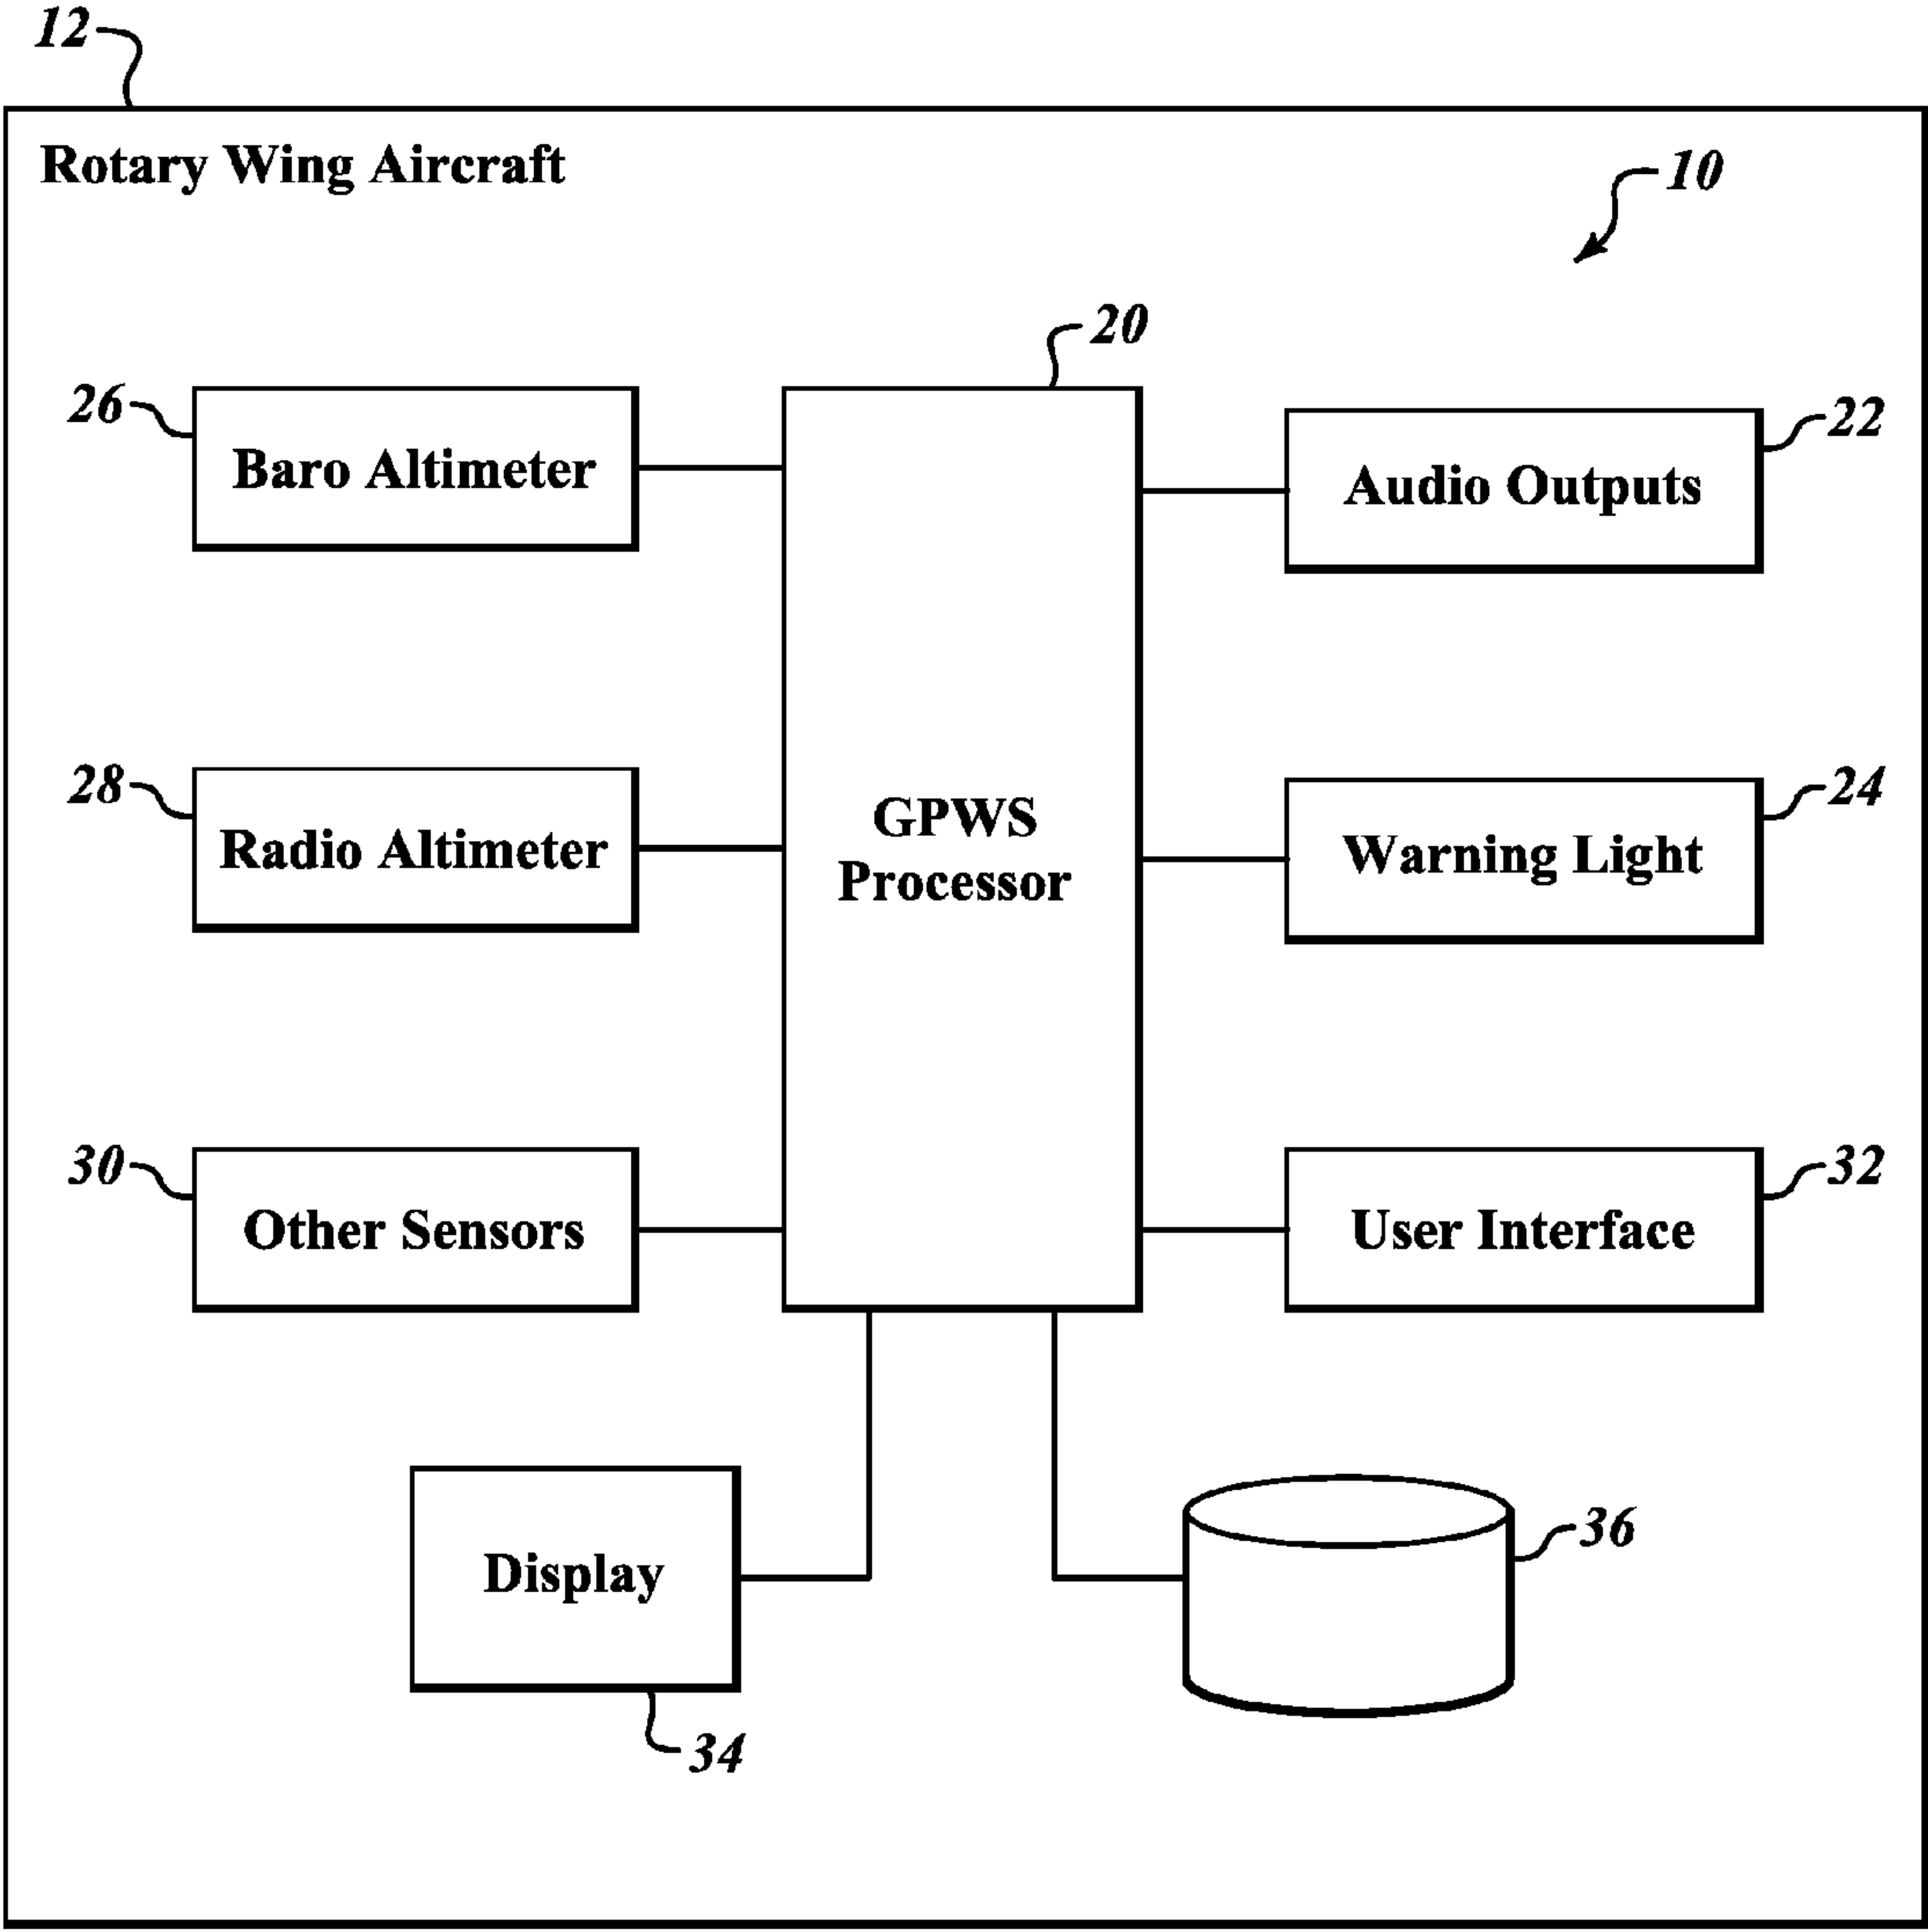 12
Rotary Wing Aircraft
10
20
26
Baro Altimeter
22
Audio Outputs
28
Radio Altimeter
GPWS
Processor
24
Warning Light
30
Other Sensors
32
User Interface
Display
34
36